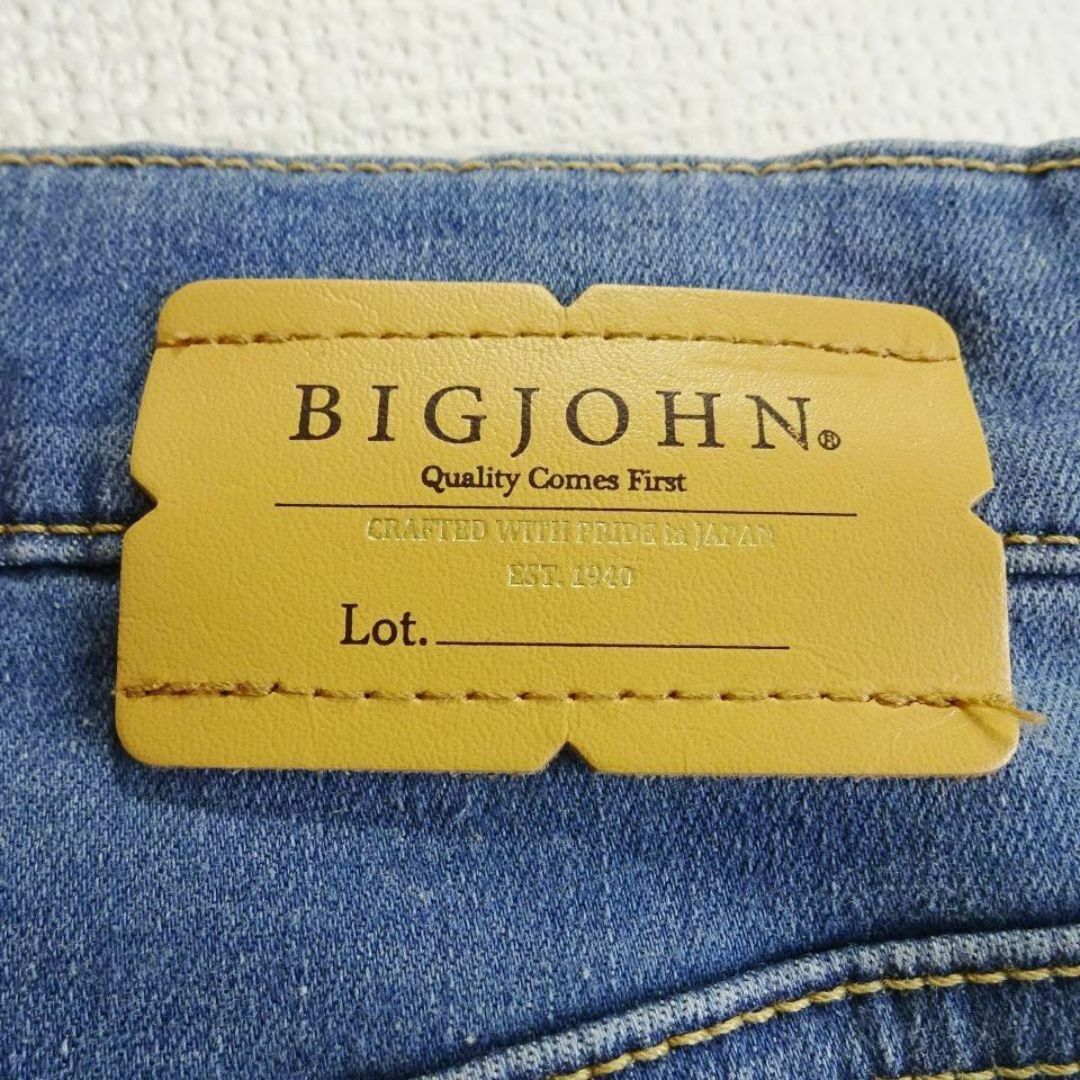 BIGJOHN®
Quality Comes First
CRAFTED WITH PRIDE in JAPAN
EST. 1940
Lot.